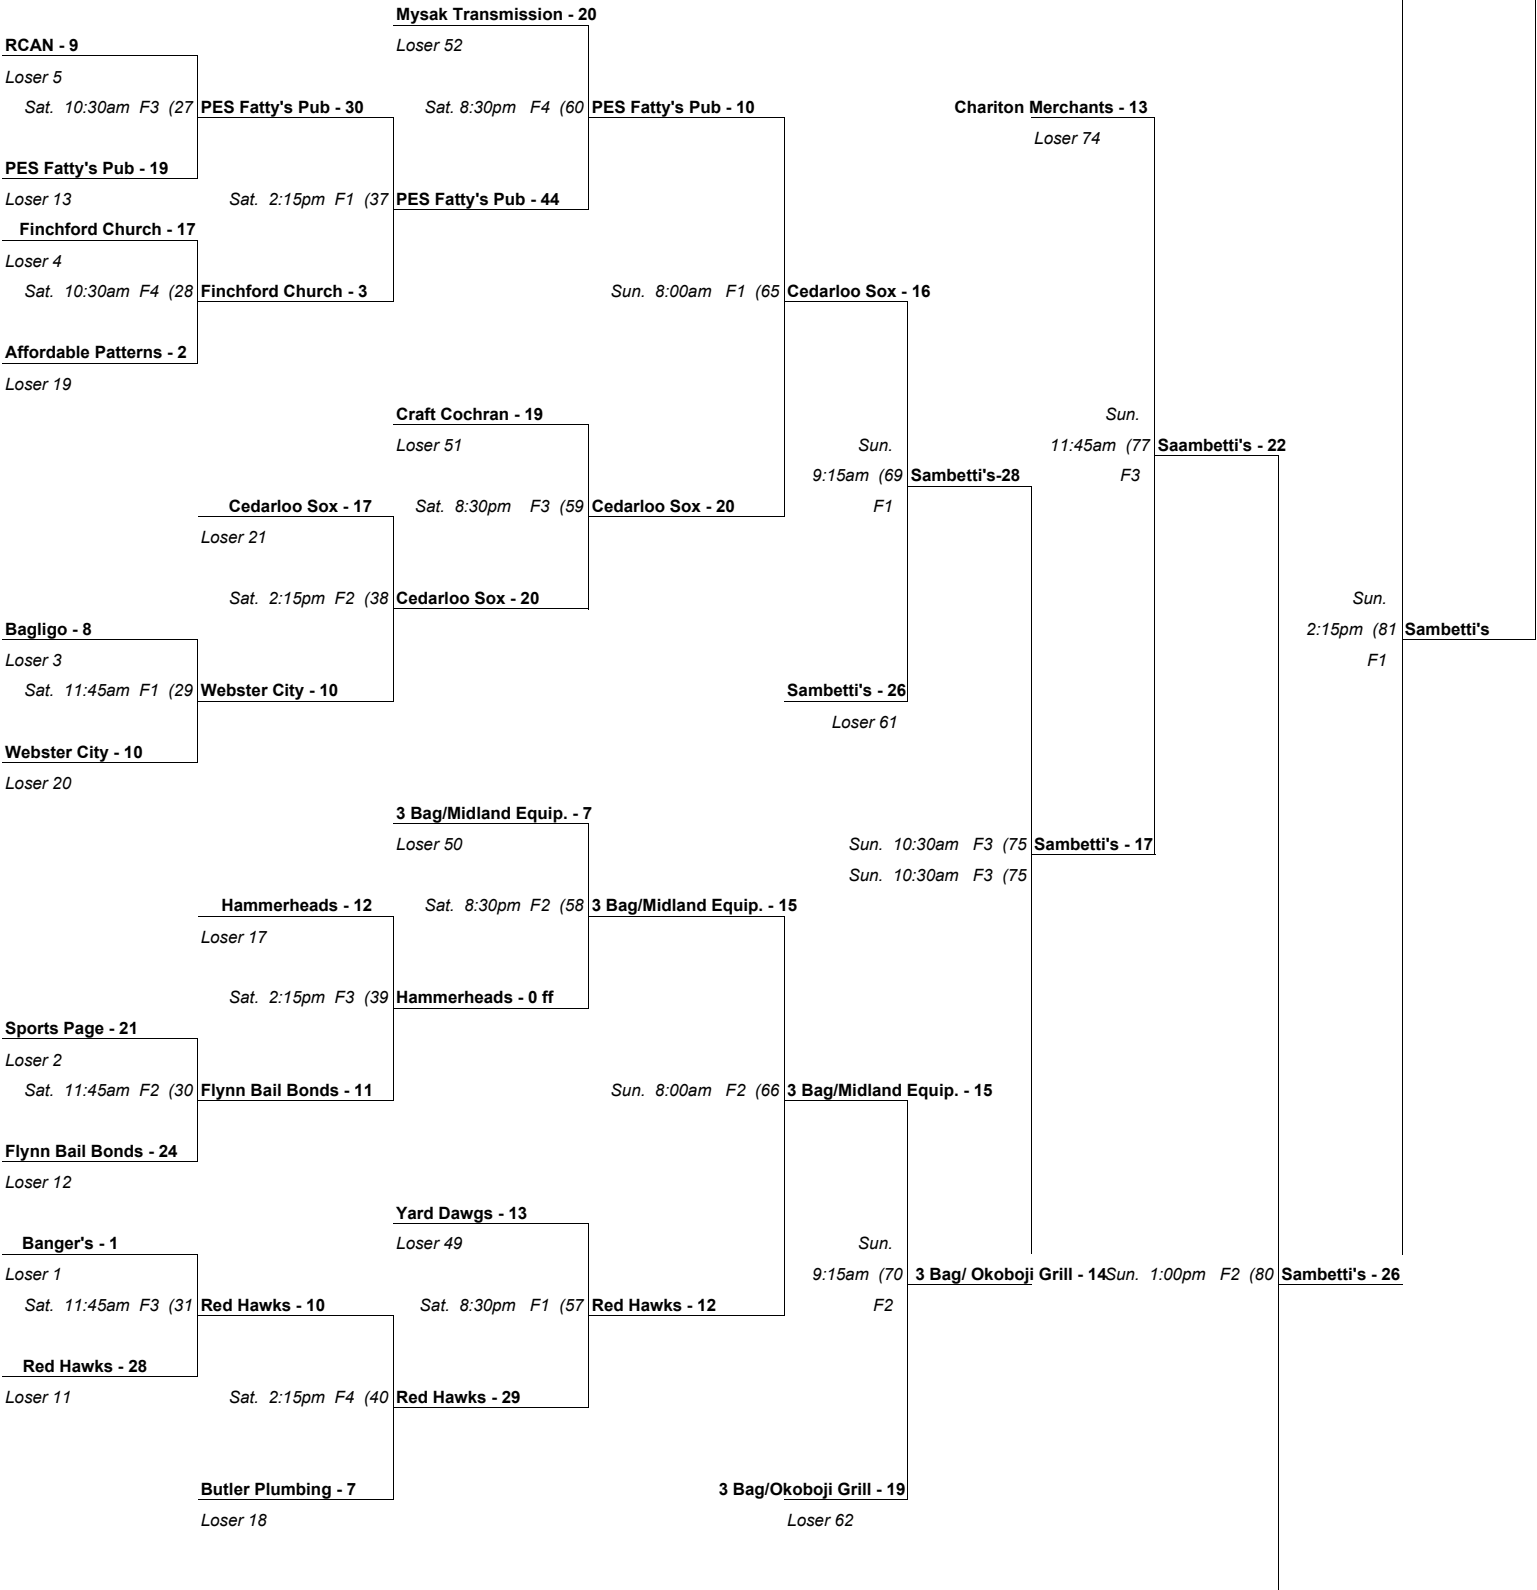 Mysak Transmission - 20
RCAN - 9
Loser 52
Loser 5
Sat. 10:30am F3 (27 PES Fatty's Pub - 30
Sat. 8:30pm F4 (60 PES Fatty's Pub - 10
Chariton Merchants - 13
Loser 74
PES Fatty's Pub - 19
Loser 13
Sat. 2:15pm F1 (37 PES Fatty's Pub - 44
Finchford Church - 17
Loser 4
Sat. 10:30am F4 (28 Finchford Church - 3
Sun. 8:00am F1 (65 Cedarloo Sox - 16
Affordable Patterns - 2
Loser 19
Craft Cochran - 19
Sun.
Loser 51
Sun.
11:45am (77 Saambetti's - 22
9:15am (69 Sambetti's-28
F3
Cedarloo Sox - 17
Sat. 8:30pm F3 (59 Cedarloo Sox - 20
F1
Loser 21
Sat. 2:15pm F2 (38 Cedarloo Sox - 20
Sun.
Bagligo - 8
2:15pm (81 Sambetti's
Loser 3
F1
Sat. 11:45am F1 (29 Webster City - 10
Sambetti's - 26
Loser 61
Webster City - 10
Loser 20
3 Bag/Midland Equip. - 7
Loser 50
Sun. 10:30am F3 (75 Sambetti's - 17
Sun. 10:30am F3 (75
Hammerheads - 12
Sat. 8:30pm F2 (58 3 Bag/Midland Equip. - 15
Loser 17
Sat. 2:15pm F3 (39 Hammerheads - 0 ff
Sports Page - 21
Loser 2
Sat. 11:45am F2 (30 Flynn Bail Bonds - 11
Sun. 8:00am F2 (66 3 Bag/Midland Equip. - 15
Flynn Bail Bonds - 24
Loser 12
Yard Dawgs - 13
Banger's - 1
Loser 49
Sun.
Loser 1
9:15am (70 3 Bag/ Okoboji Grill - 14
Sun. 1:00pm F2 (80 Sambetti's - 26
Sat. 11:45am F3 (31 Red Hawks - 10
Sat. 8:30pm F1 (57 Red Hawks - 12
F2
Red Hawks - 28
Loser 11
Sat. 2:15pm F4 (40 Red Hawks - 29
Butler Plumbing - 7
3 Bag/Okoboji Grill - 19
Loser 18
Loser 62